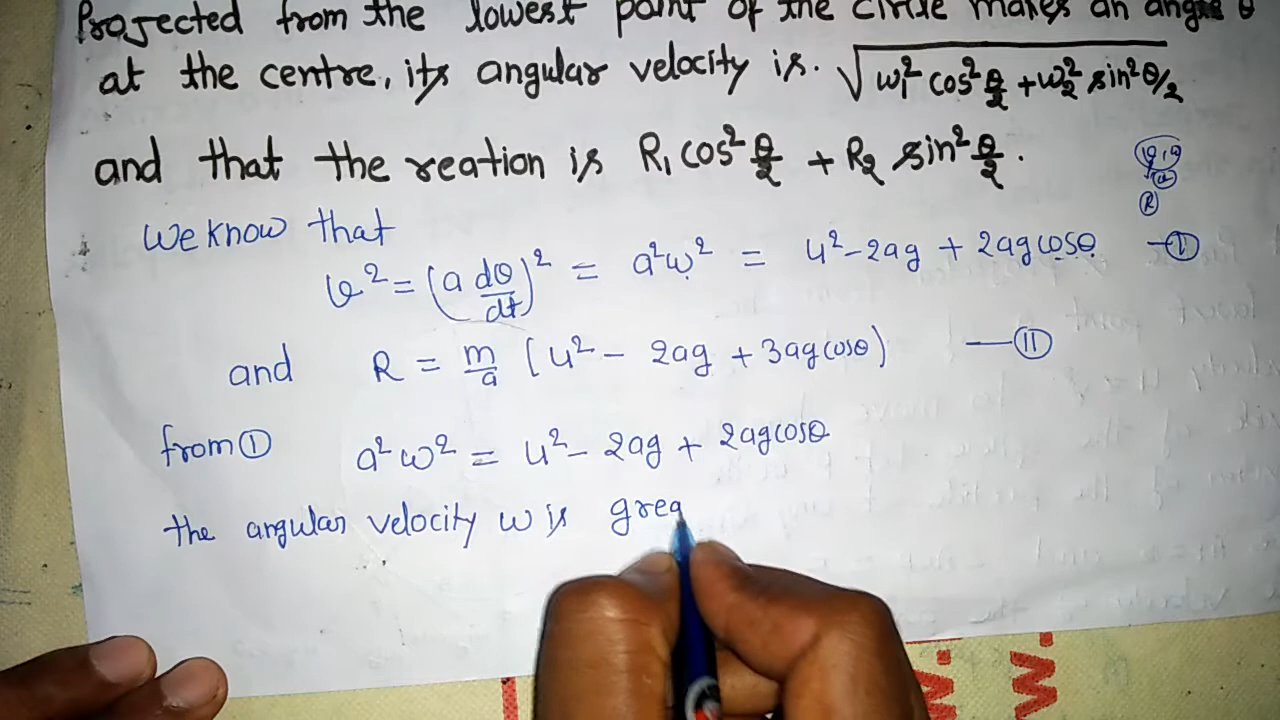 Projected from the lowest point of the circle makes an angle θ
at the centre, its angular velocity is. √(ω₁² cos² θ/2 + ω₂² sin² θ/2)
and that the reation is R₁ cos² θ/2 + R₂ sin² θ/2 .
We know that
v² = (a dθ/dt)² = a²ω² = u² - 2ag + 2ag cosθ —Ⓘ
and R = m/a [u² - 2ag + 3ag cosθ) —Ⓘⓘ
from Ⓘ a²ω² = u² - 2ag + 2ag cosθ
the angular velocity ω is grea